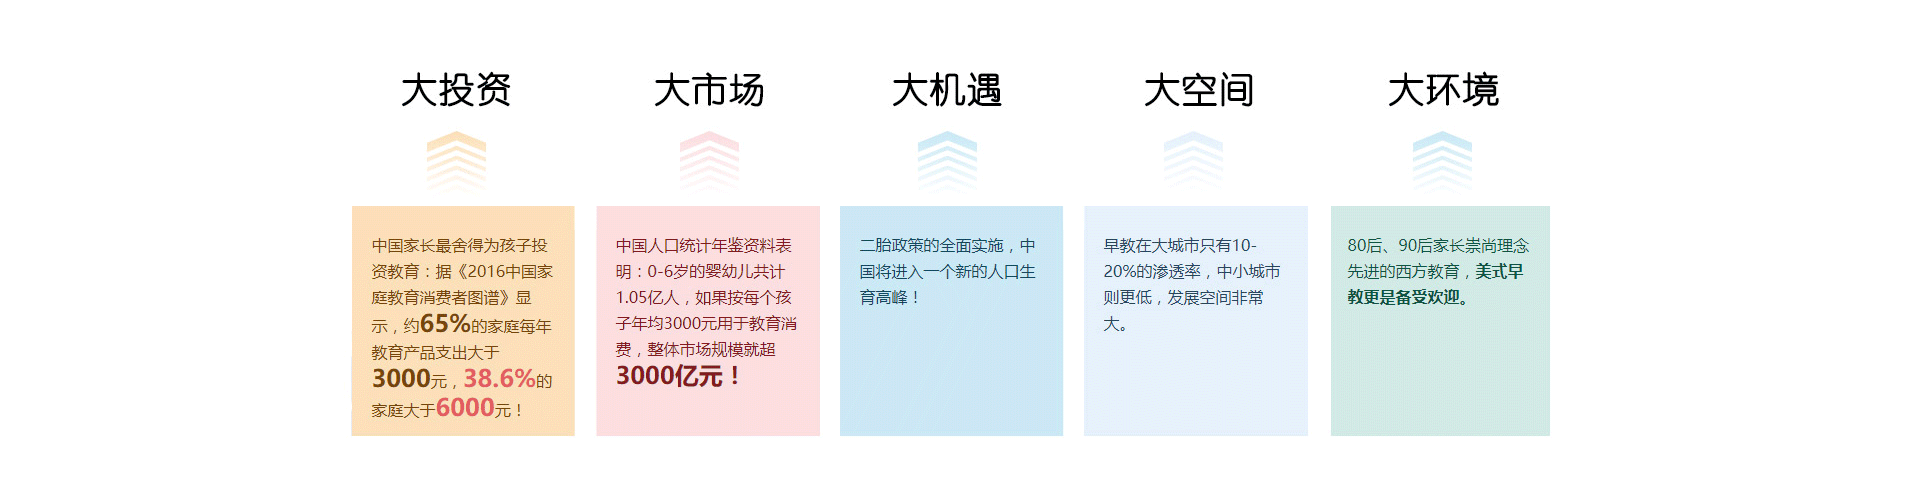 大投资
中国家长最舍得为孩子投
资教育：据《2016中国家
庭教育消费者图谱》显
示，约65%的家庭每年
教育产品支出大于
3000元，38.6%的
家庭大于6000元！
大市场
中国人口统计年鉴资料表
明：0-6岁的婴幼儿共计
1.05亿人，如果按每个孩
子年均3000元用于教育消
费，整体市场规模就超
3000亿元！
大机遇
二胎政策的全面实施，中
国将进入一个新的人口生
育高峰！
大空间
早教在大城市只有10-
20%的渗透率，中小城市
则更低，发展空间非常
大。
大环境
80后、90后家长崇尚理念
先进的西方教育，美式早
教更是备受欢迎。